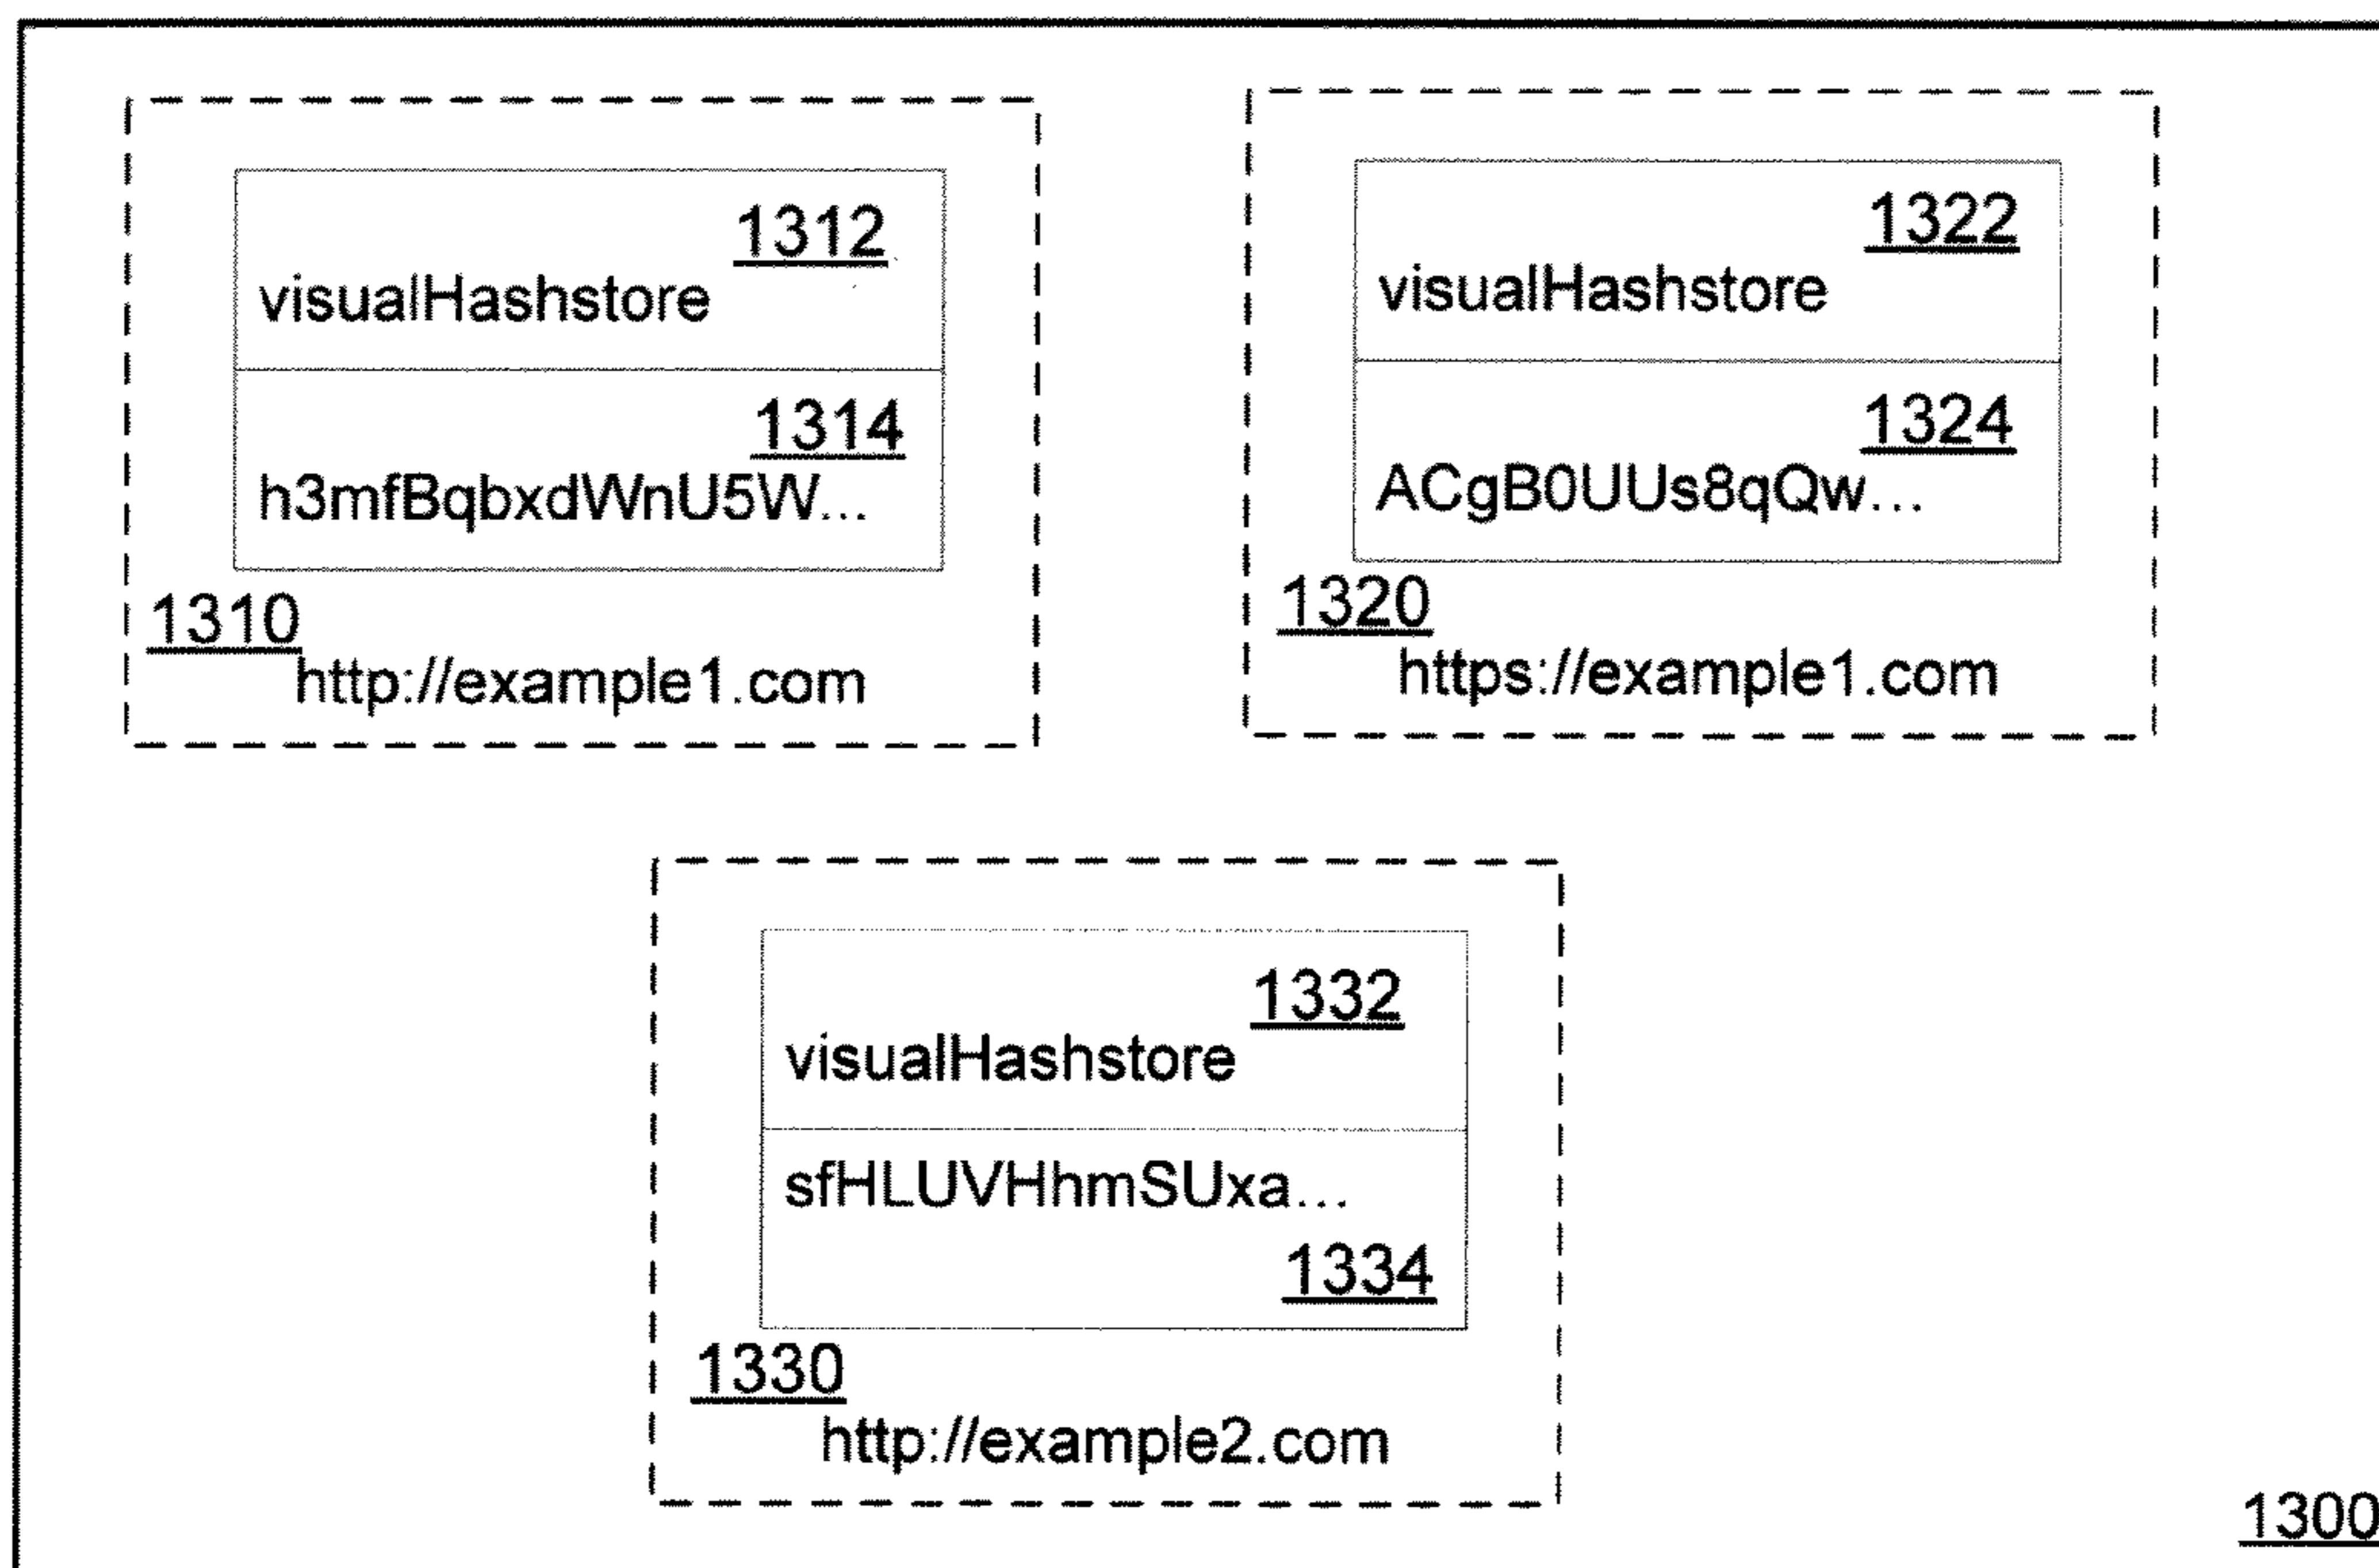 1312
visualHashstore
1314
h3mfBqbxdWnU5W...
1310
http://example1.com
1322
visualHashstore
1324
ACgB0UUs8qQw...
1320
https://example1.com
1332
visualHashstore
sfHLUVHhmSUxa...
1334
1330
http://example2.com
1300